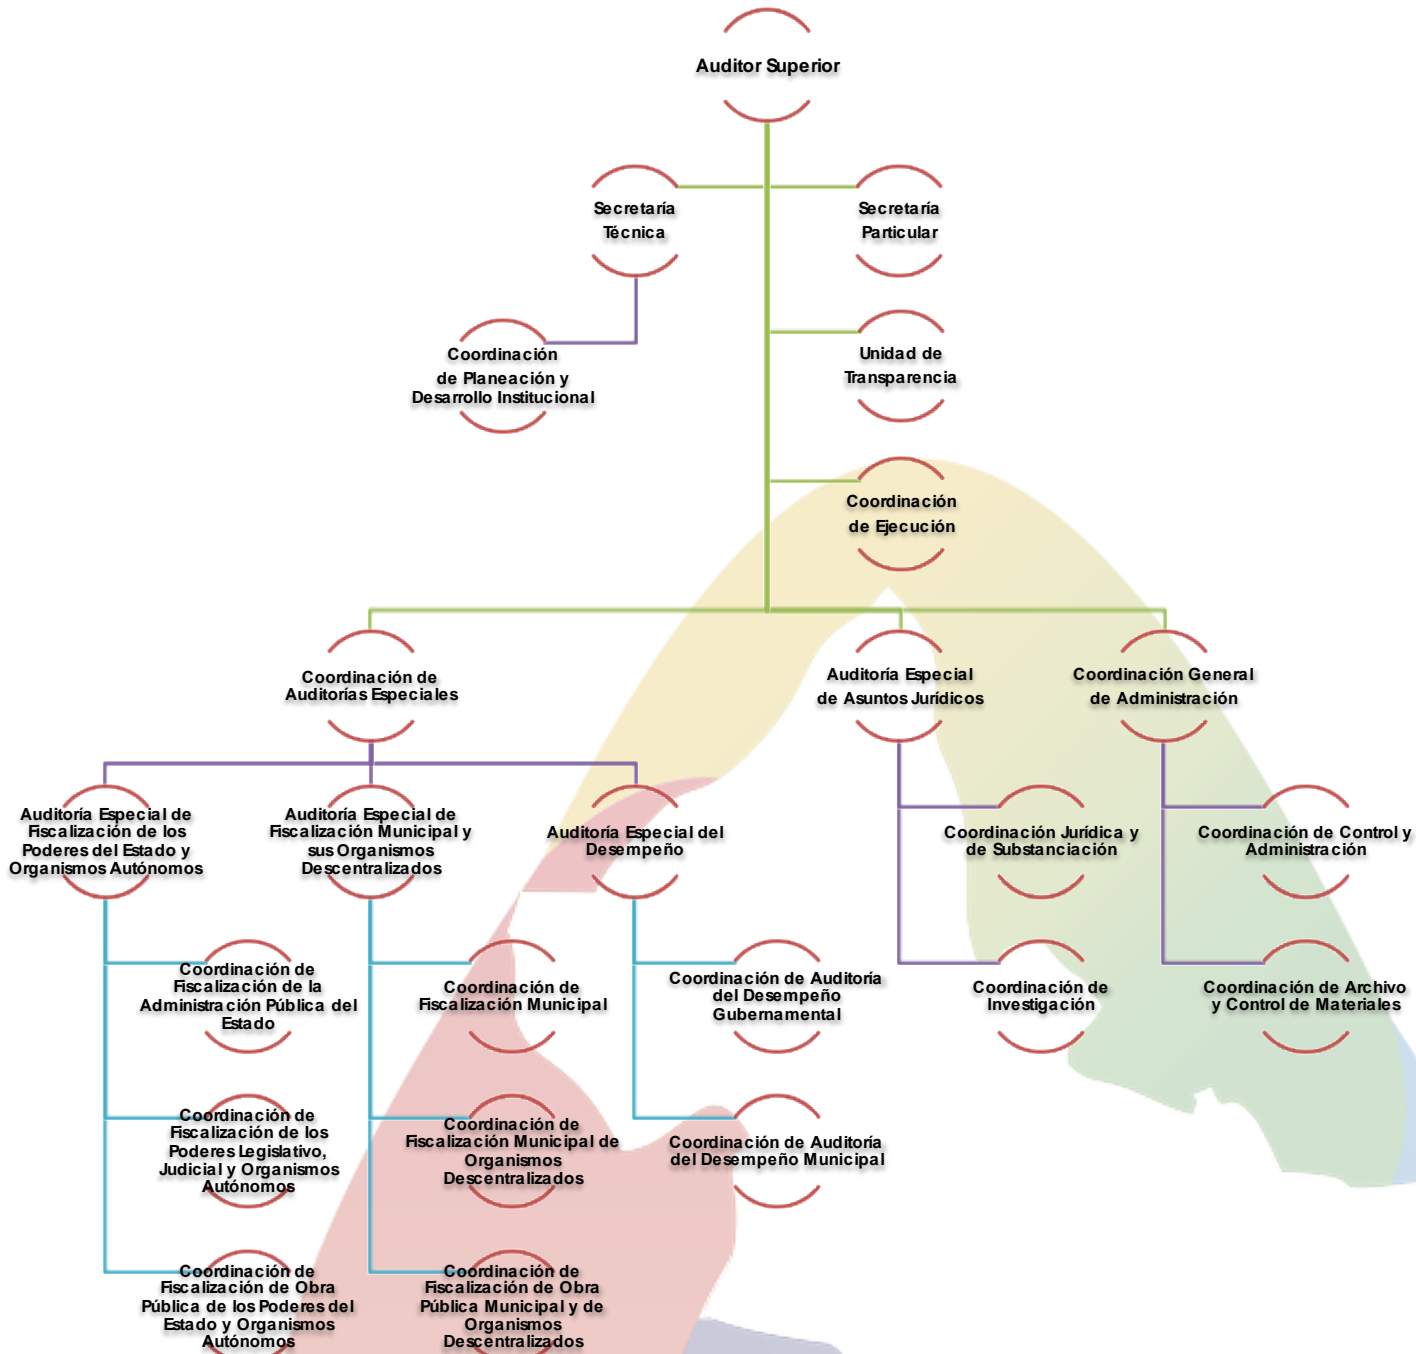 Auditor Superior
Secretaría
Técnica
Secretaría
Particular
Coordinación
de Planeación y
Desarrollo Institucional
Unidad de
Transparencia
Coordinación
de Ejecución
Coordinación de
Auditorías Especiales
Auditoría Especial
de Asuntos Jurídicos
Coordinación General
de Administración
Auditoría Especial de
Fiscalización de los
Poderes del Estado y
Organismos Autónomos
Auditoría Especial de
Fiscalización Municipal y
sus Organismos
Descentralizados
Auditoría Especial del
Desempeño
Coordinación Jurídica y
de Substanciación
Coordinación de Control y
Administración
Coordinación de
Fiscalización de la
Administración Pública del
Estado
Coordinación de
Fiscalización Municipal
Coordinación de Auditoría
del Desempeño
Gubernamental
Coordinación de
Investigación
Coordinación de Archivo
y Control de Materiales
Coordinación de
Fiscalización de los
Poderes Legislativo,
Judicial y Organismos
Autónomos
Coordinación de
Fiscalización Municipal de
Organismos
Descentralizados
Coordinación de Auditoría
del Desempeño Municipal
Coordinación de
Fiscalización de Obra
Pública de los Poderes del
Estado y Organismos
Autónomos
Coordinación de
Fiscalización de Obra
Pública Municipal y de
Organismos
Descentralizados